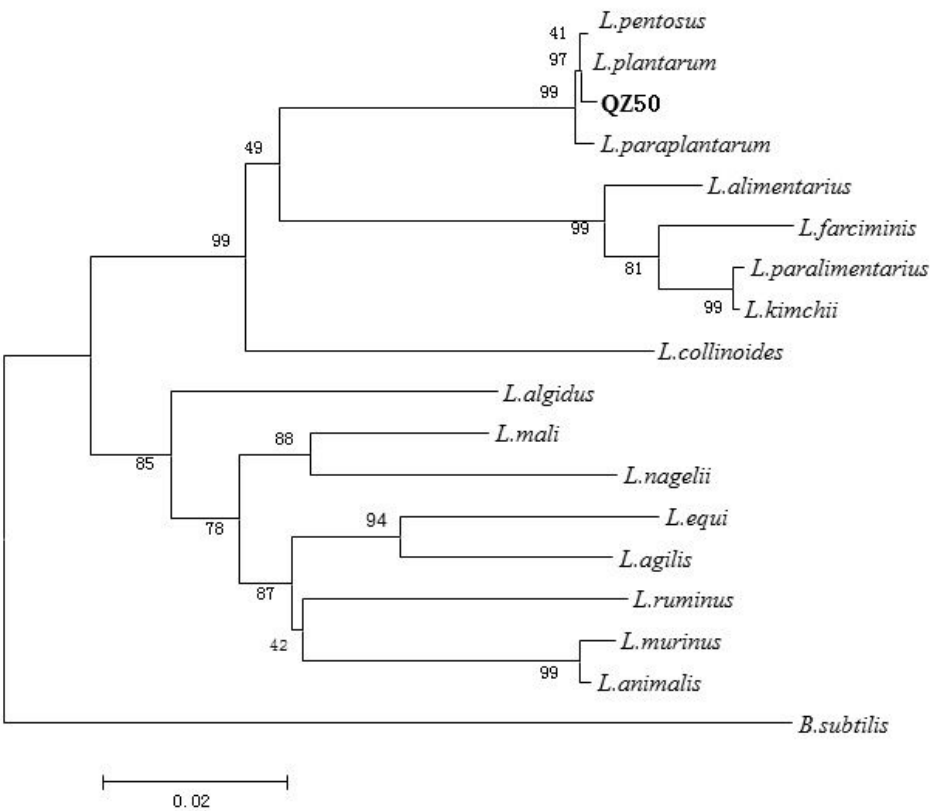 L.pentosus
41
97
L.plantarum
99
QZ50
L.paraplantarum
49
L.alimentarius
99
L.farciminis
99
81
L.paralimentarius
99
L.kimchii
L.collinoides
L.algidus
L.mali
88
85
L.nagelii
94
L.equi
78
L.agilis
87
L.ruminus
42
L.murinus
99
L.animalis
B.subtilis
0.02